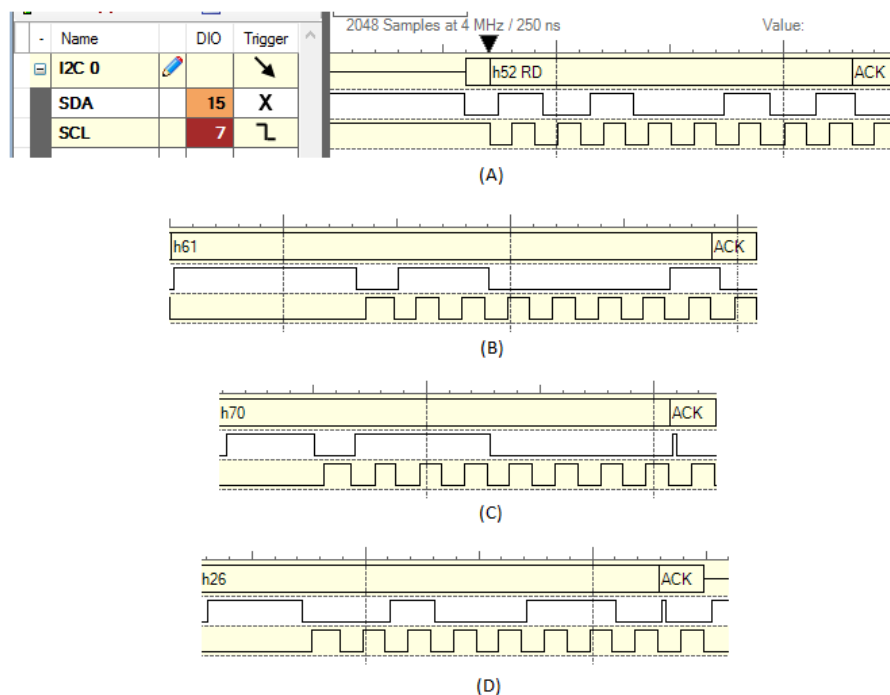 2048 Samples at 4 MHz / 250 ns Value:
- Name DIO Trigger
I2C 0 h52 RD ACK
SDA 15 X
SCL 7
(A)
h61 ACK
(B)
h70 ACK
(C)
h26 ACK
(D)